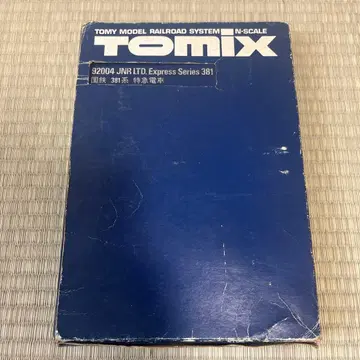 TOMY MODEL RAILROAD SYSTEM N-SCALE
TOMIX
92004 JNR LTD. Express Series 381
国鉄 381系 特急電車